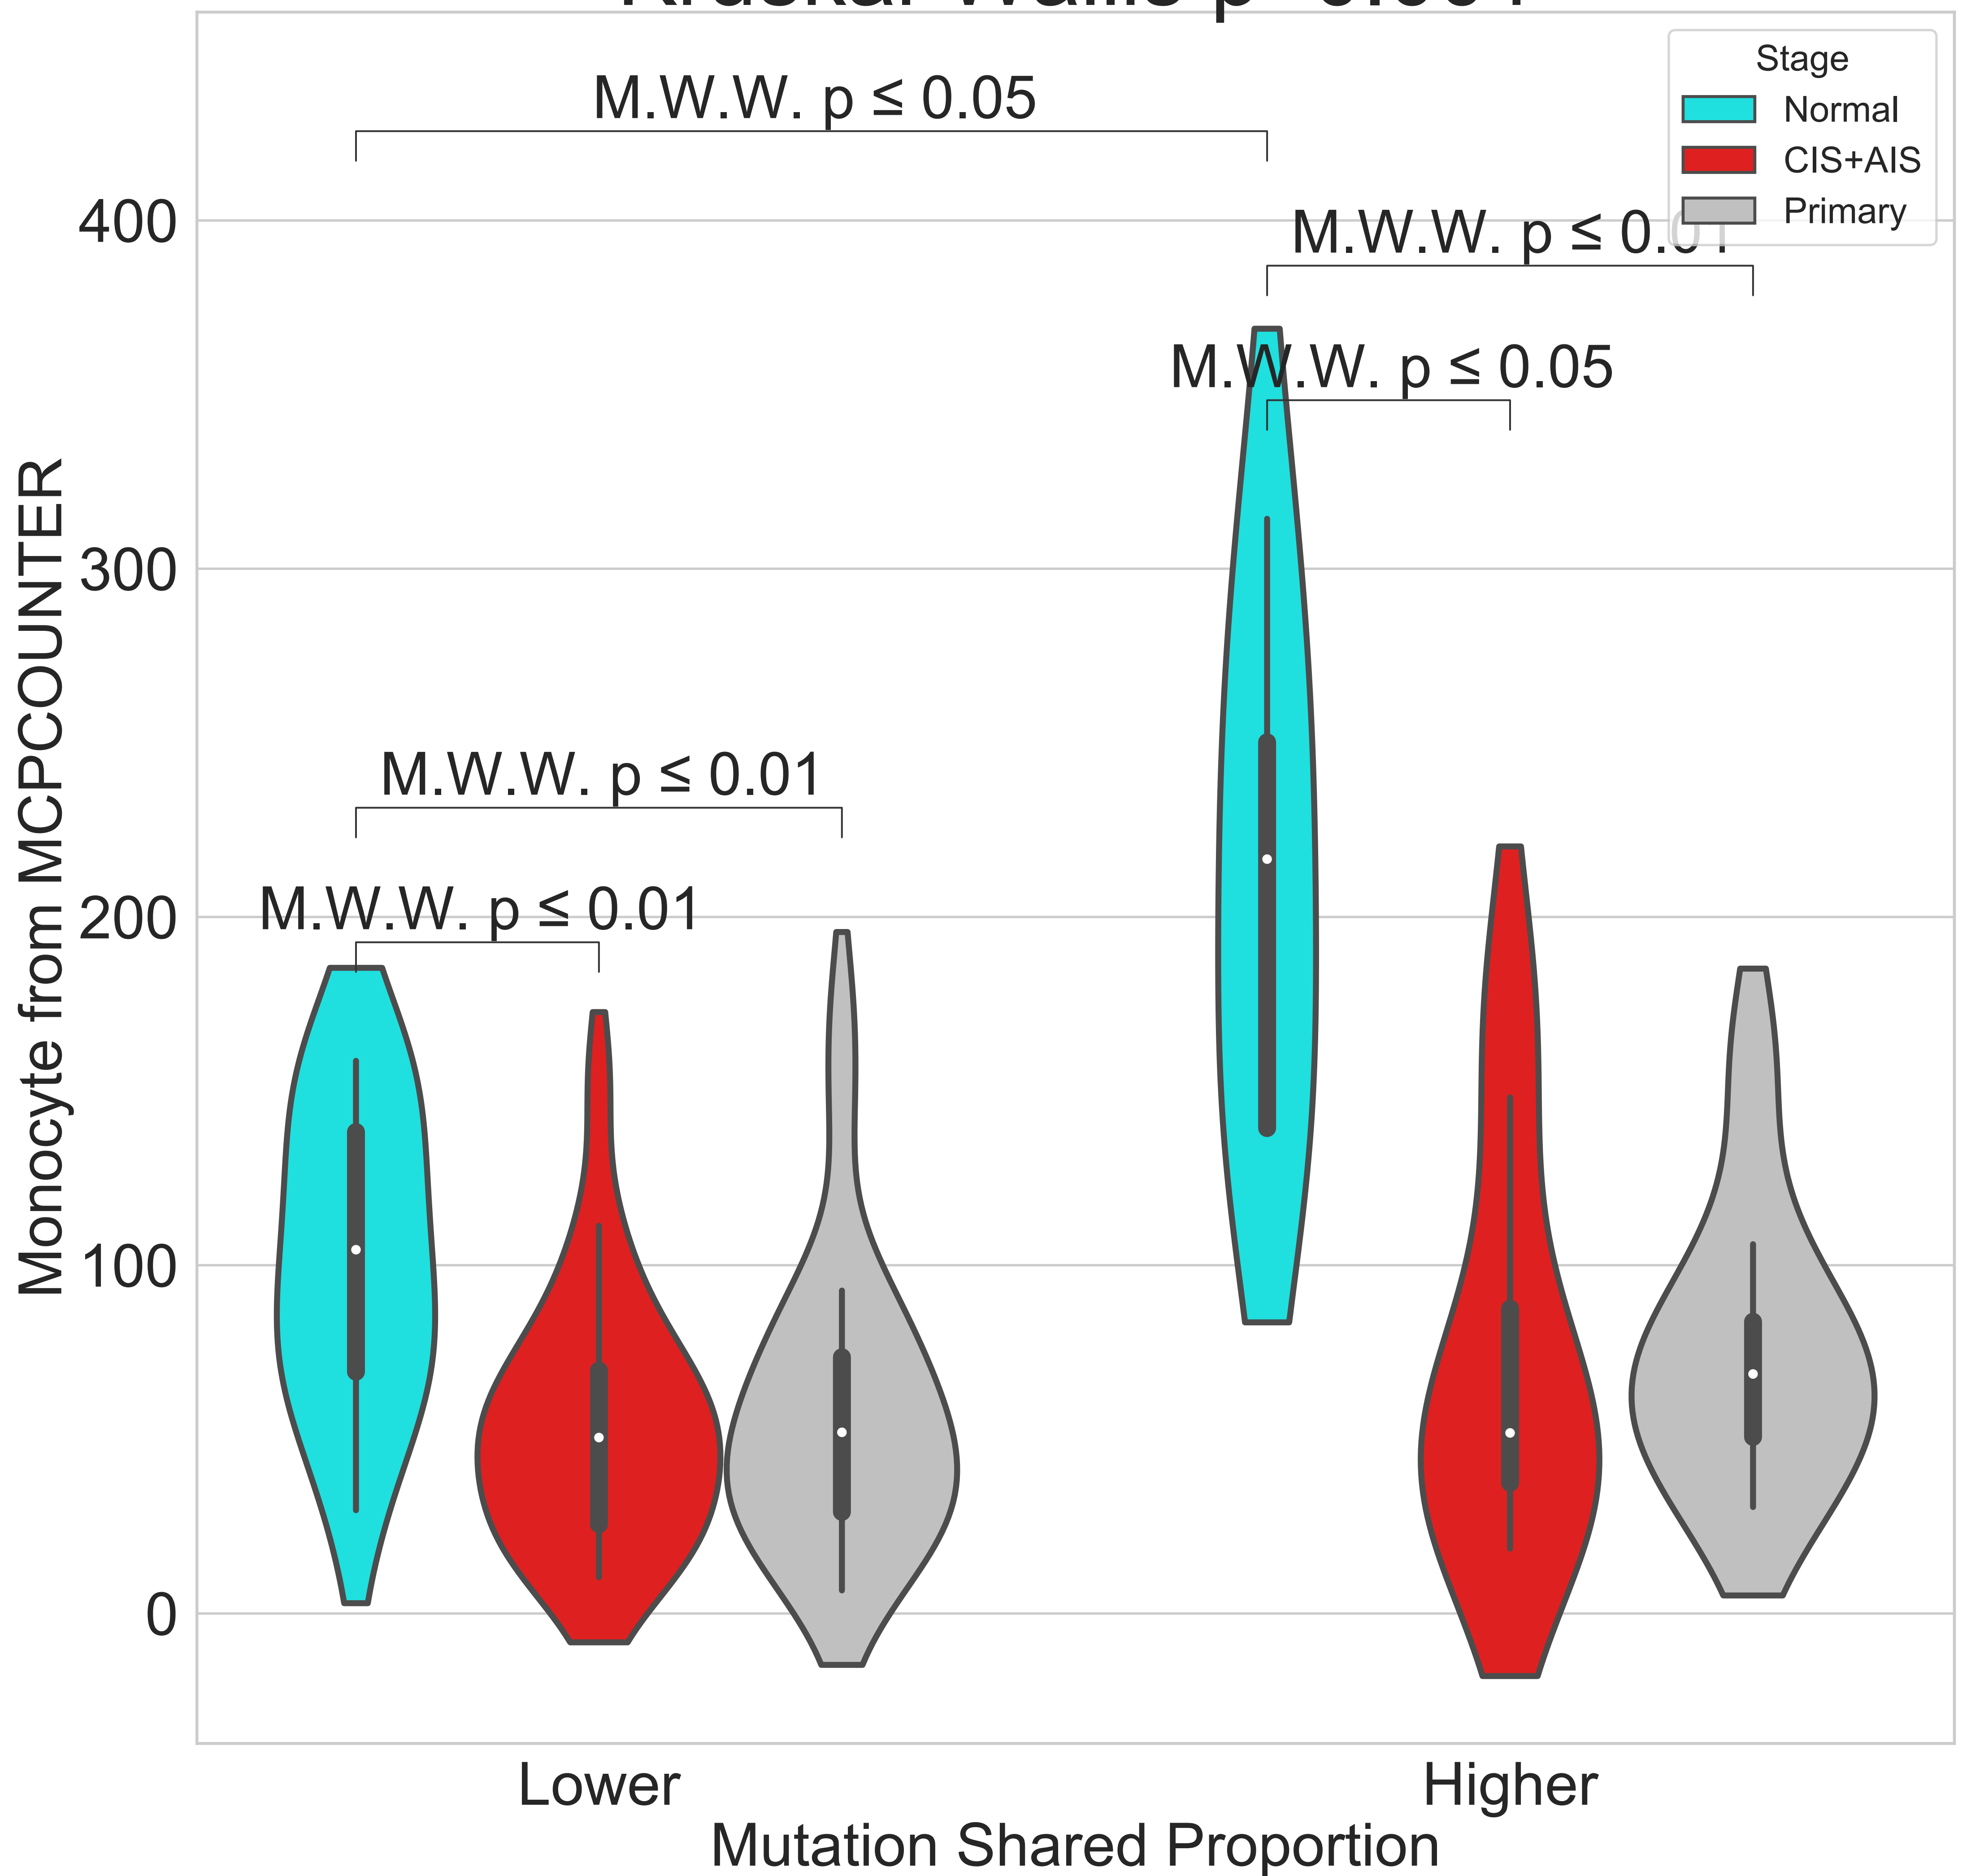 M.W.W. p ≤ 0.05
Stage
Normal
CIS+AIS
Primary
M.W.W. p ≤ 0.01
M.W.W. p ≤ 0.05
M.W.W. p ≤ 0.01
M.W.W. p ≤ 0.01
Monocyte from MCPCOUNTER
400
300
200
100
0
Lower
Higher
Mutation Shared Proportion